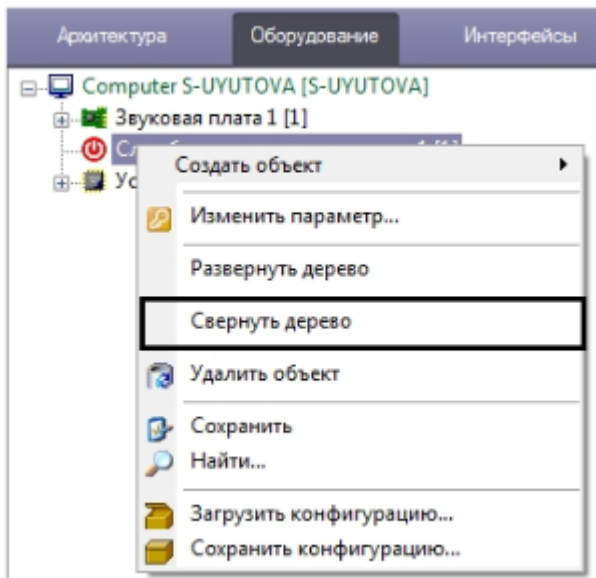 Архитектура Оборудование Интерфейсы
Computer S-UYUTOVA [S-UYUTOVA]
Звуковая плата 1 [1]
Создать объект
Изменить параметр...
Развернуть дерево
Свернуть дерево
Удалить объект
Сохранить
Найти...
Загрузить конфигурацию...
Сохранить конфигурацию...